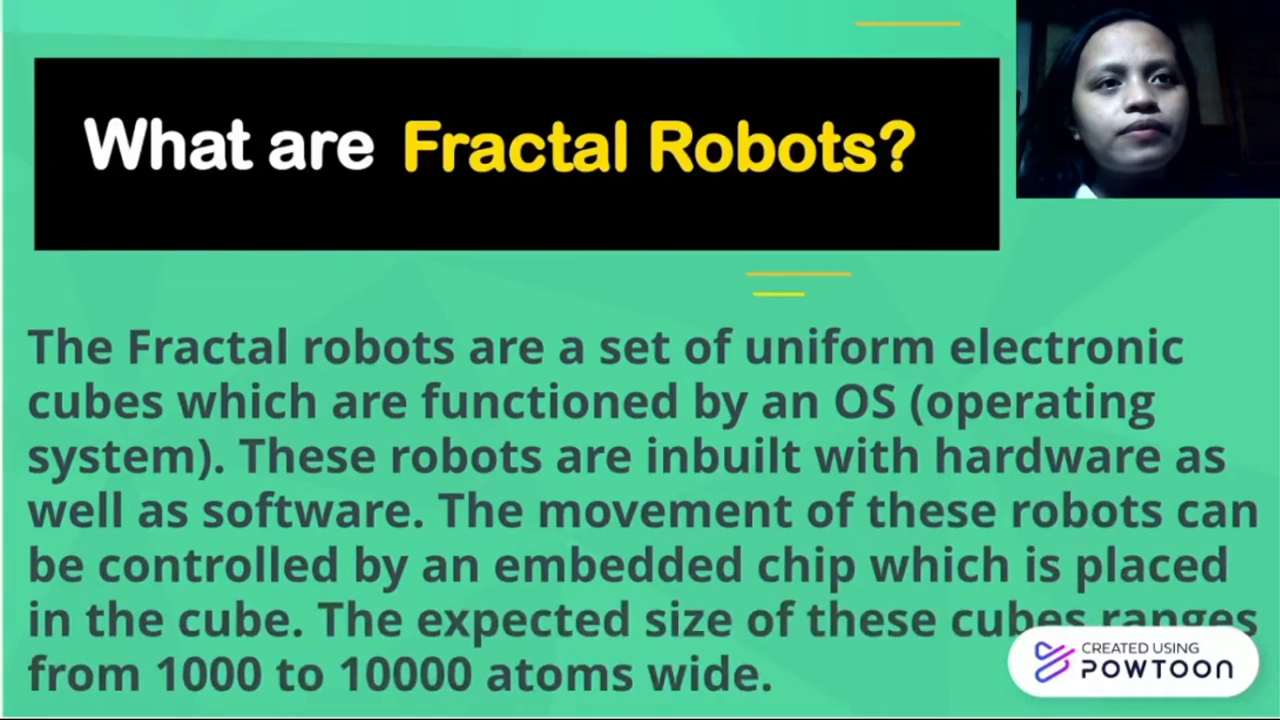 What are Fractal Robots?
The Fractal robots are a set of uniform electronic
cubes which are functioned by an OS (operating
system). These robots are inbuilt with hardware as
well as software. The movement of these robots can
be controlled by an embedded chip which is placed
in the cube. The expected size of these cubes ranges
from 1000 to 10000 atoms wide.
CREATED USING
POWTOON